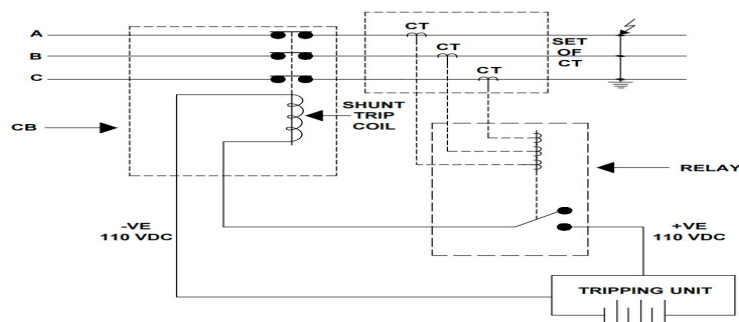 A
B
C
CT
CT
CT
SET
OF
CT
SHUNT
TRIP
COIL
CB
RELAY
-VE
110 VDC
+VE
110 VDC
TRIPPING UNIT